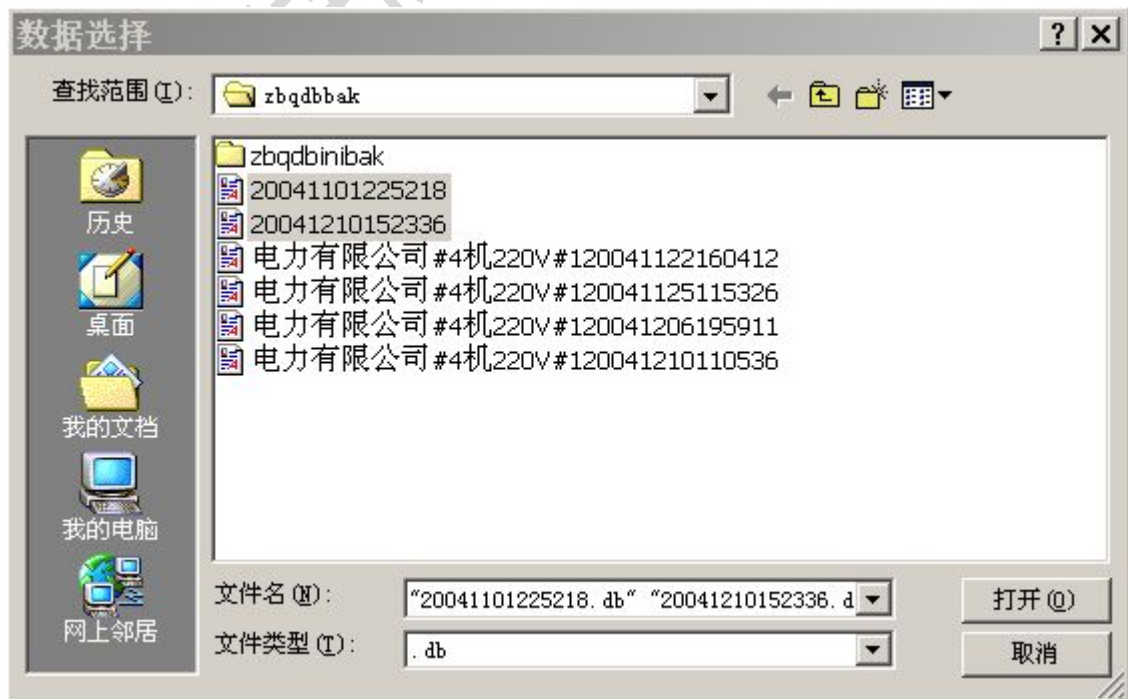 数据选择
查找范围(I):
zbqdbbak
zbqdbinibak
20041101225218
20041210152336
电力有限公司#4机220V#120041122160412
电力有限公司#4机220V#120041125115326
电力有限公司#4机220V#120041206195911
电力有限公司#4机220V#120041210110536
历史
桌面
我的文档
我的电脑
网上邻居
文件名(N):
"20041101225218.db" "20041210152336.d
打开(O)
文件类型(T):
.db
取消